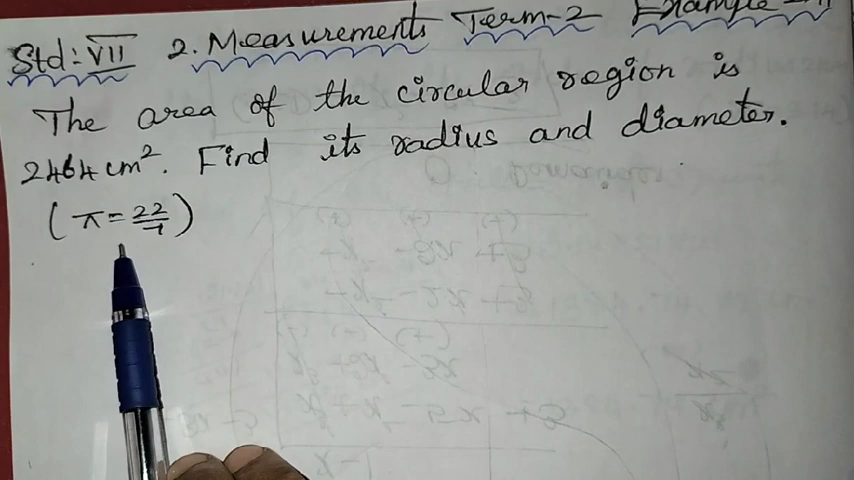 Std: VII 2. Measurements Term-2 Example
The area of the circular region is
2464 cm². Find its radius and diameter.
(π = 22/7)